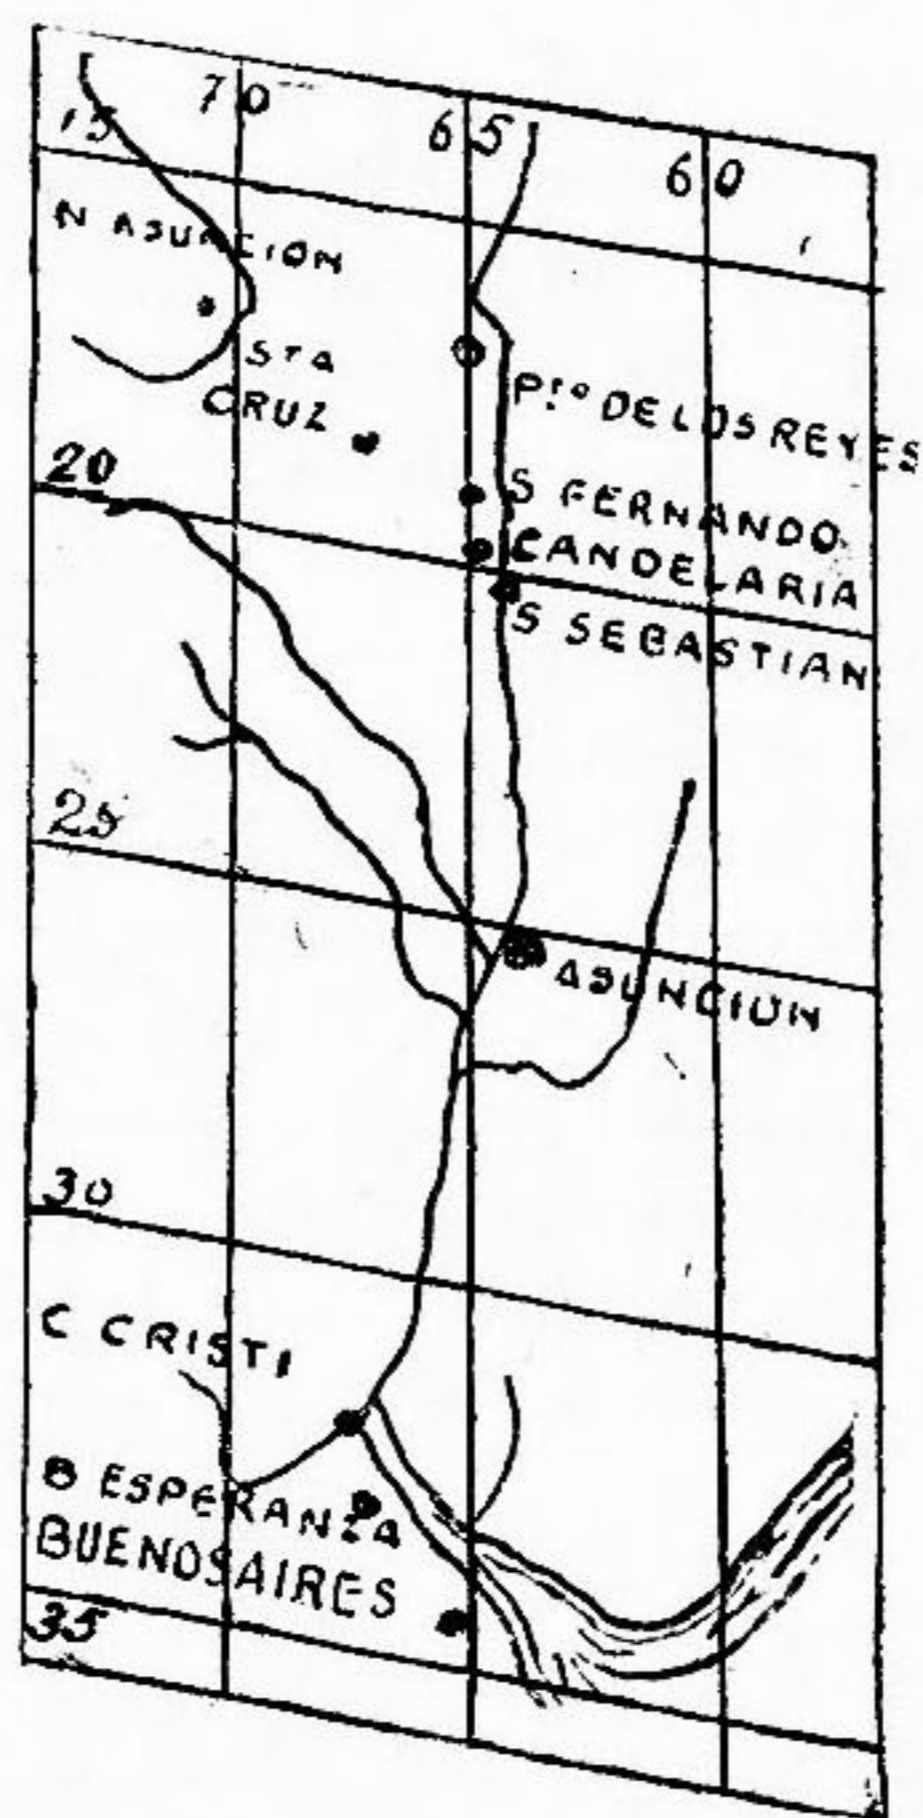 70
65
60
15
N ASUNCION
STA
CRUZ
Pto DE LOS REYES
20
S FERNANDO
CANDELARIA
S SEBASTIAN
25
ASUNCION
30
C CRISTI
B ESPERANZA
BUENOSAIRES
35